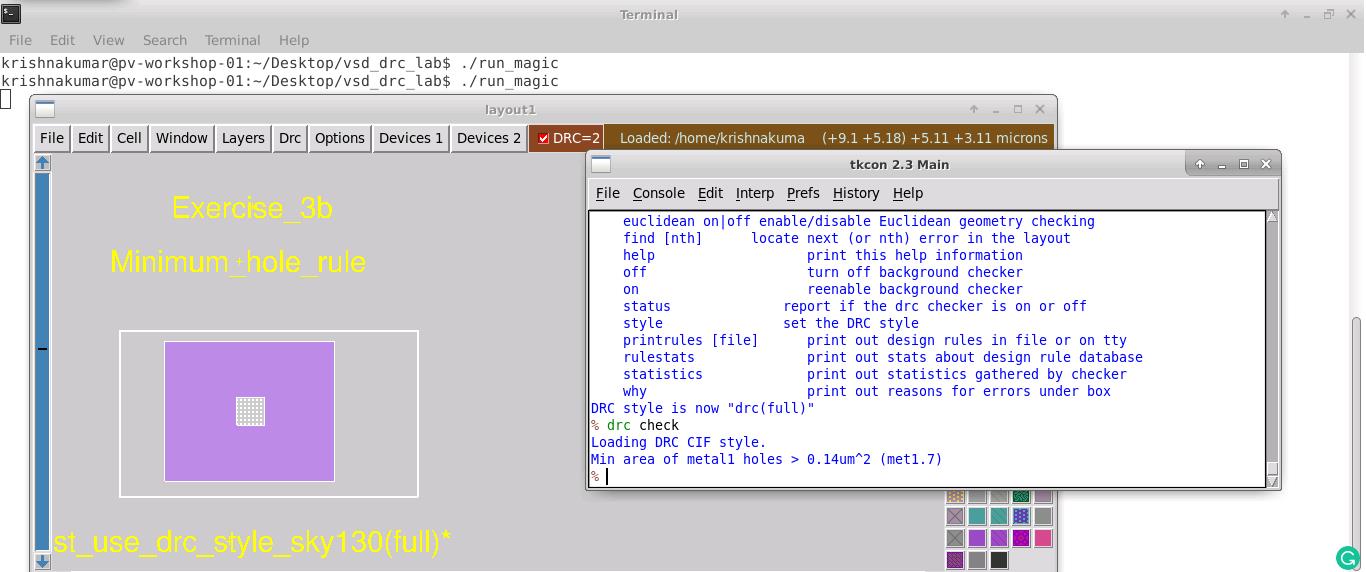 Terminal
File Edit View Search Terminal Help
krishnakumar@pv-workshop-01:~/Desktop/vsd_drc_lab$ ./run_magic
krishnakumar@pv-workshop-01:~/Desktop/vsd_drc_lab$ ./run_magic
layout1
File Edit Cell Window Layers Drc Options Devices 1 Devices 2 DRC=2 Loaded: /home/krishnakuma (+9.1 +5.18) +5.11 +3.11 microns
Exercise_3b
Minimum_hole_rule
st_use_drc_style_sky130(full)*
tkcon 2.3 Main
File Console Edit Interp Prefs History Help
euclidean on|off enable/disable Euclidean geometry checking
find [nth] locate next (or nth) error in the layout
help print this help information
off turn off background checker
on reenable background checker
status report if the drc checker is on or off
style set the DRC style
printrules [file] print out design rules in file or on tty
rulestats print out stats about design rule database
statistics print out statistics gathered by checker
why print out reasons for errors under box
DRC style is now "drc(full)"
% drc check
Loading DRC CIF style.
Min area of metal1 holes > 0.14um^2 (met1.7)
%